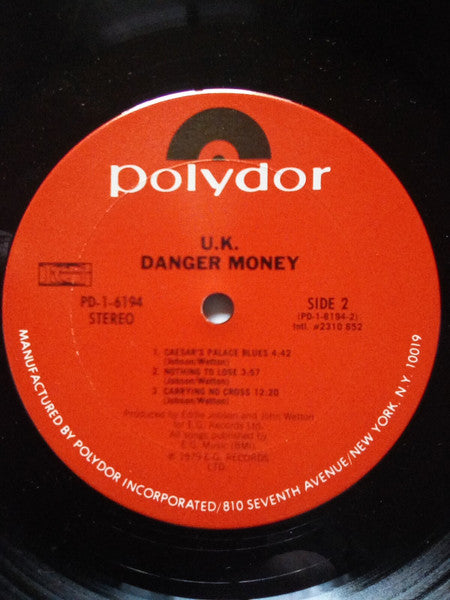 polydor
U.K.
DANGER MONEY
PD-1-6194
STEREO
SIDE 2
(PD-1-6194-2)
Intl. #2310 652
1. CAESAR'S PALACE BLUES 4:42
(Jobson/Wetton)
2. NOTHING TO LOSE 3:57
(Jobson/Wetton)
3. CARRYING NO CROSS 12:20
(Jobson/Wetton)
Produced by Eddie Jobson and John Wetton
for E.G. Records Ltd.
All songs published by
E.G. Music (BMI).
℗ 1979 E.G. RECORDS
LTD.
MANUFACTURED BY POLYDOR INCORPORATED/810 SEVENTH AVENUE/NEW YORK, N.Y. 10019